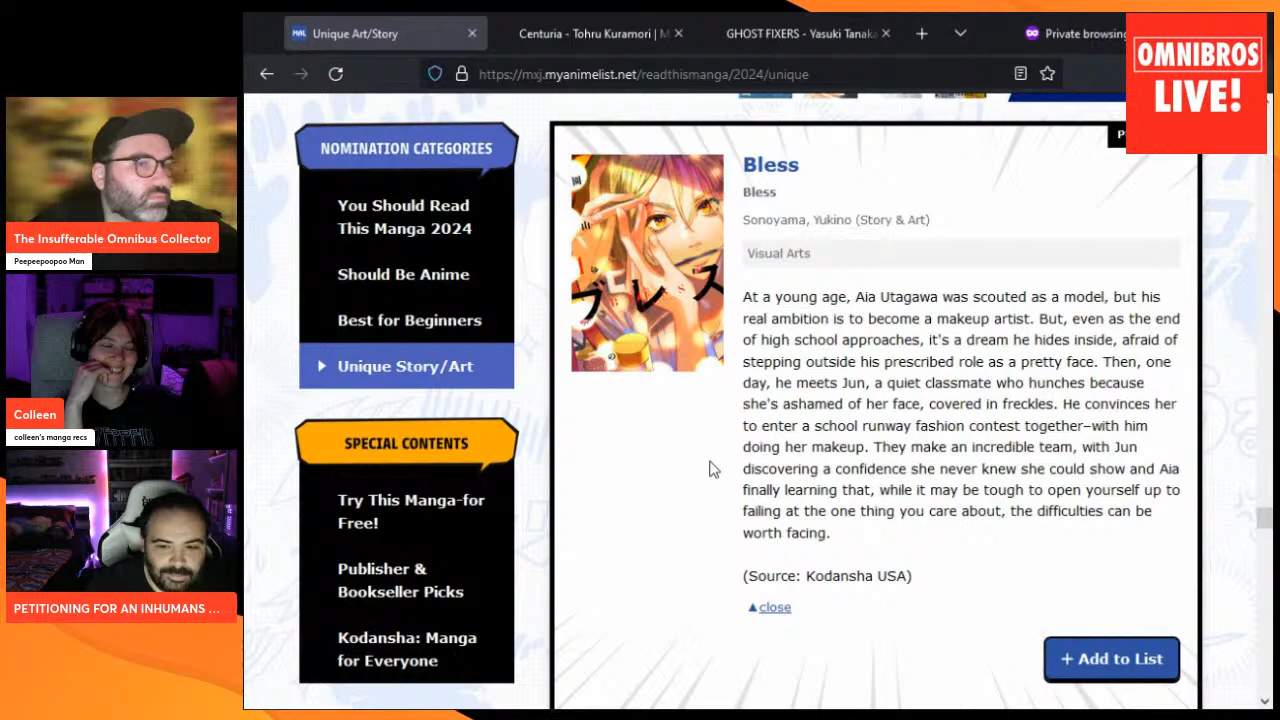 Unique Art/Story
Centuria - Tohru Kuramori | M
GHOST FIXERS - Yasuki Tanaka
Private browsing
https://mxj.myanimelist.net/readthismanga/2024/unique
OMNIBROS
LIVE!
The Insufferable Omnibus Collector
Peepeepoopoo Man
Colleen
colleen's manga recs
PETITIONING FOR AN INHUMANS ...
NOMINATION CATEGORIES
You Should Read
This Manga 2024
Should Be Anime
Best for Beginners
Unique Story/Art
SPECIAL CONTENTS
Try This Manga-for
Free!
Publisher &
Bookseller Picks
Kodansha: Manga
for Everyone
ブレス
Bless
Bless
Sonoyama, Yukino (Story & Art)
Visual Arts
At a young age, Aia Utagawa was scouted as a model, but his
real ambition is to become a makeup artist. But, even as the end
of high school approaches, it's a dream he hides inside, afraid of
stepping outside his prescribed role as a pretty face. Then, one
day, he meets Jun, a quiet classmate who hunches because
she's ashamed of her face, covered in freckles. He convinces her
to enter a school runway fashion contest together—with him
doing her makeup. They make an incredible team, with Jun
discovering a confidence she never knew she could show and Aia
finally learning that, while it may be tough to open yourself up to
failing at the one thing you care about, the difficulties can be
worth facing.
(Source: Kodansha USA)
▲close
+ Add to List